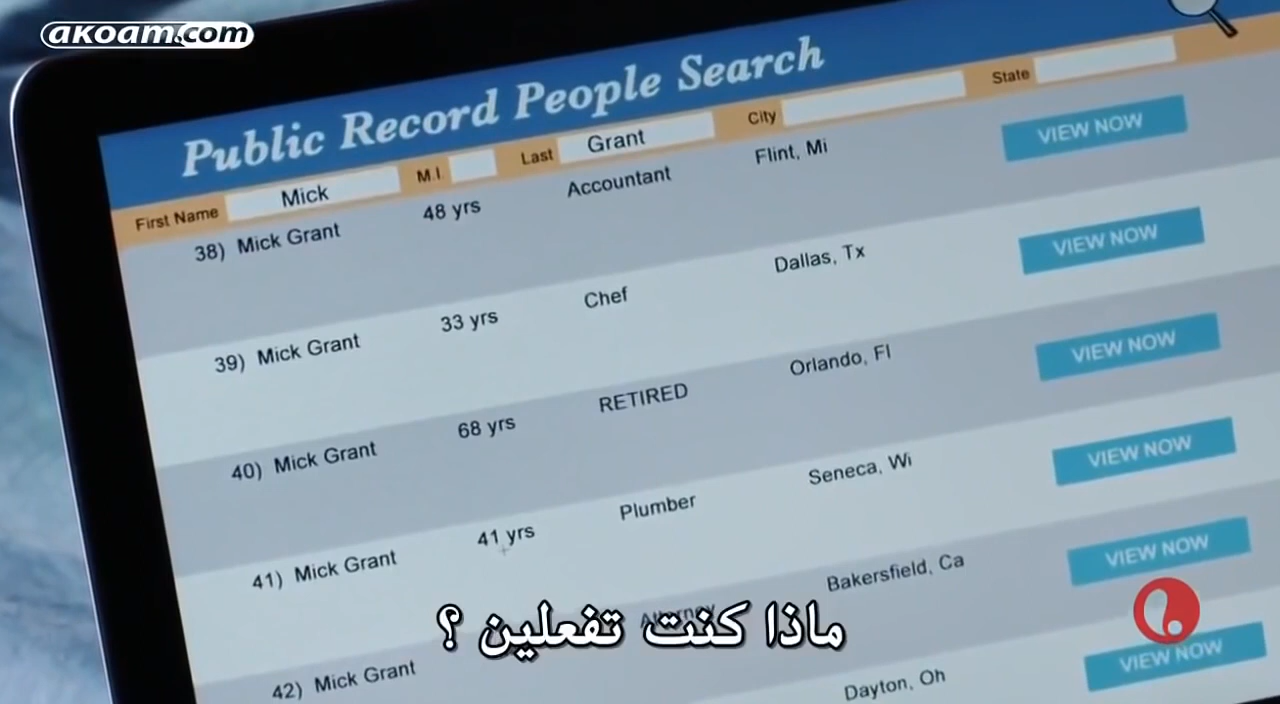 akoam.com
Public Record People Search
First Name Mick M.I. Last Grant City State
38) Mick Grant 48 yrs Accountant Flint, Mi VIEW NOW
39) Mick Grant 33 yrs Chef Dallas, Tx VIEW NOW
40) Mick Grant 68 yrs RETIRED Orlando, Fl VIEW NOW
41) Mick Grant 41 yrs Plumber Seneca, Wi VIEW NOW
42) Mick Grant Attorney Bakersfield, Ca VIEW NOW
Dayton, Oh VIEW NOW
ماذا كنت تفعلين ؟